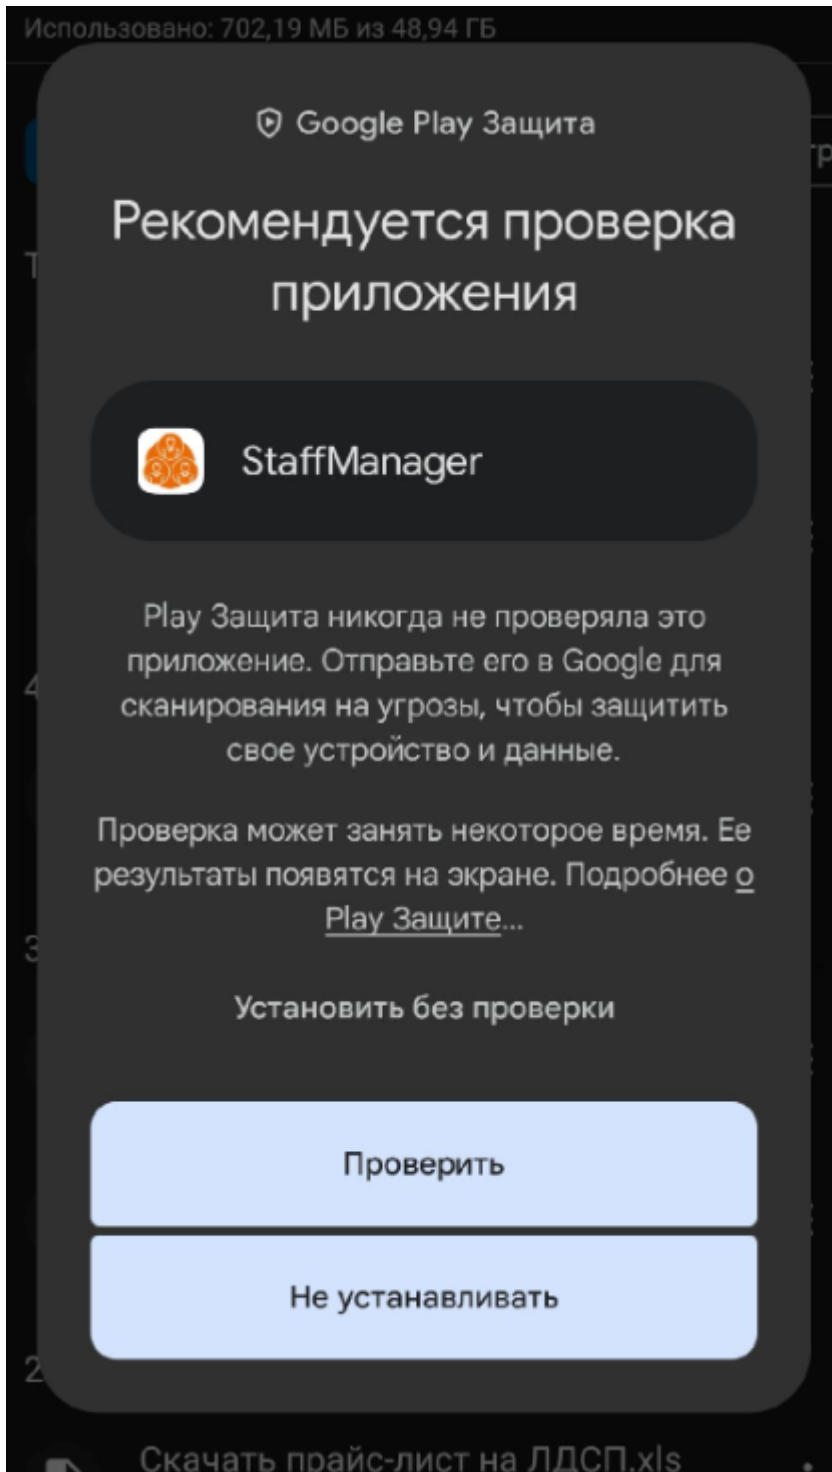 Использовано: 702,19 МБ из 48,94 ГБ
Google Play Защита
Рекомендуется проверка
приложения
StaffManager
Play Защита никогда не проверяла это
приложение. Отправьте его в Google для
сканирования на угрозы, чтобы защитить
свое устройство и данные.
Проверка может занять некоторое время. Ее
результаты появятся на экране. Подробнее о
Play Защите...
Установить без проверки
Проверить
Не устанавливать
Скачать прайс-лист на ЛДСП.xls